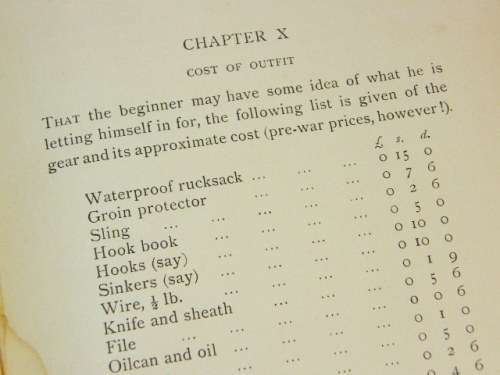 CHAPTER X
COST OF OUTFIT
THAT the beginner may have some idea of what he is
letting himself in for, the following list is given of the
gear and its approximate cost (pre-war prices, however!).
£ s. d.
Waterproof rucksack ... ... ... 0 15 0
Groin protector ... ... ... 0 7 6
Sling ... ... ... ... ... 0 2 6
Hook book ... ... ... ... 0 5 0
Hooks (say) ... ... ... ... 0 10 0
Sinkers (say) ... ... ... ... 0 10 0
Wire, ½ lb. ... ... ... ... 0 1 9
Knife and sheath ... ... ... 0 5 6
File ... ... ... ... ... 0 0 6
Oilcan and oil ... ... ... 0 1 0
... ... ... 0 5 0
... ... 0 2 6
... 0 4 6